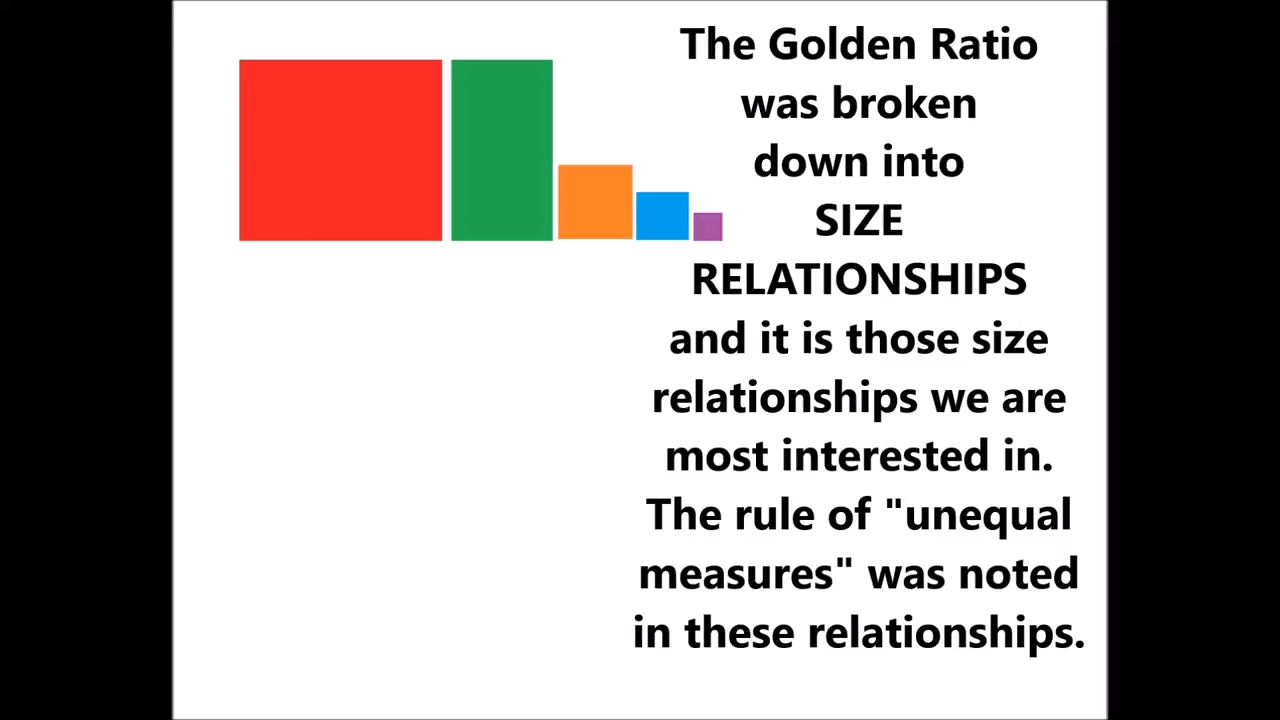 The Golden Ratio
was broken
down into
SIZE
RELATIONSHIPS
and it is those size
relationships we are
most interested in.
The rule of "unequal
measures" was noted
in these relationships.